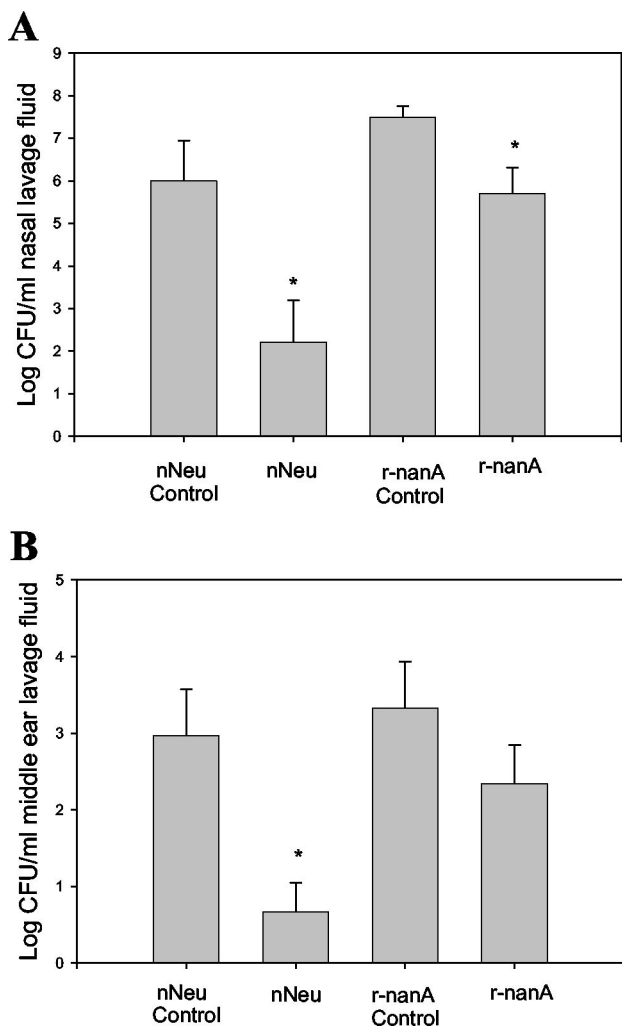 A
Log CFU/ml nasal lavage fluid
9
8
7
6
5
4
3
2
1
0
*
*
nNeu Control
nNeu
r-nanA Control
r-nanA
B
Log CFU/ml middle ear lavage fluid
5
4
3
2
1
0
*
nNeu Control
nNeu
r-nanA Control
r-nanA